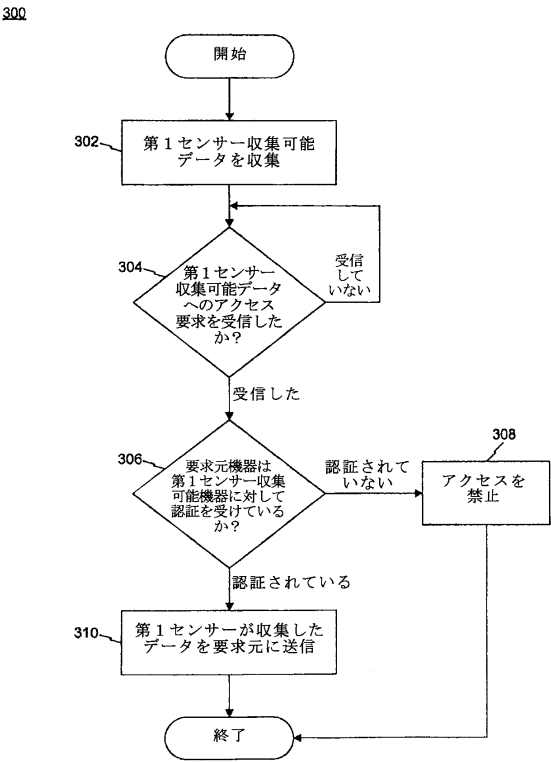 300
開始
302
第１センサー収集可能
データを収集
304
第１センサー
収集可能データ
へのアクセス
要求を受信した
か？
受信
して
いない
受信した
306
要求元機器は
第１センサー収集
可能機器に対して
認証を受けているか？
認証されて
いない
308
アクセスを
禁止
認証されている
310
第１センサーが収集した
データを要求元に送信
終了